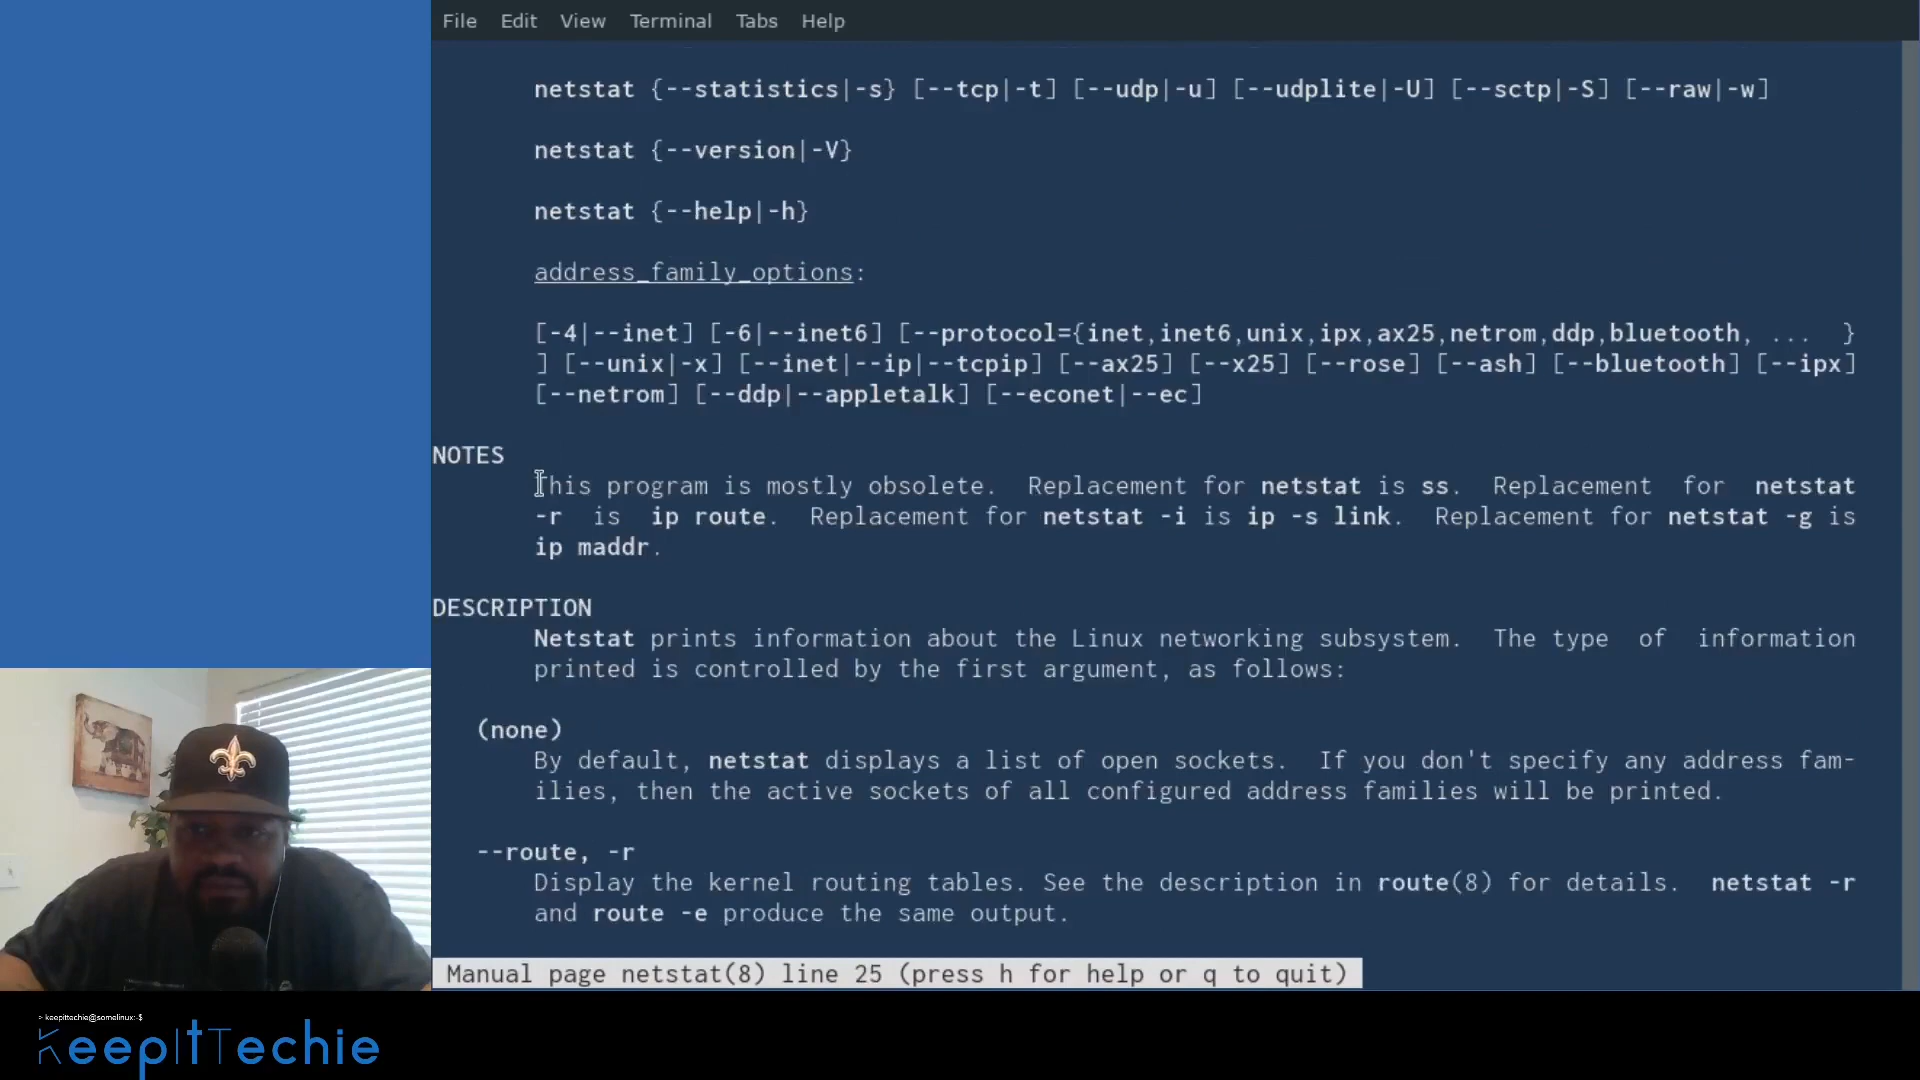 File Edit View Terminal Tabs Help
netstat {--statistics|-s} [--tcp|-t] [--udp|-u] [--udplite|-U] [--sctp|-S] [--raw|-w]
netstat {--version|-V}
netstat {--help|-h}
address_family_options:
[-4|--inet] [-6|--inet6] [--protocol={inet,inet6,unix,ipx,ax25,netrom,ddp,bluetooth, ... }
] [--unix|-x] [--inet|--ip|--tcpip] [--ax25] [--x25] [--rose] [--ash] [--bluetooth] [--ipx]
[--netrom] [--ddp|--appletalk] [--econet|--ec]
NOTES
This program is mostly obsolete. Replacement for netstat is ss. Replacement for netstat
-r is ip route. Replacement for netstat -i is ip -s link. Replacement for netstat -g is
ip maddr.
DESCRIPTION
Netstat prints information about the Linux networking subsystem. The type of information
printed is controlled by the first argument, as follows:
(none)
By default, netstat displays a list of open sockets. If you don't specify any address fam-
ilies, then the active sockets of all configured address families will be printed.
--route, -r
Display the kernel routing tables. See the description in route(8) for details. netstat -r
and route -e produce the same output.
Manual page netstat(8) line 25 (press h for help or q to quit)
> keepittechie@somelinux:~$
KeepItTechie